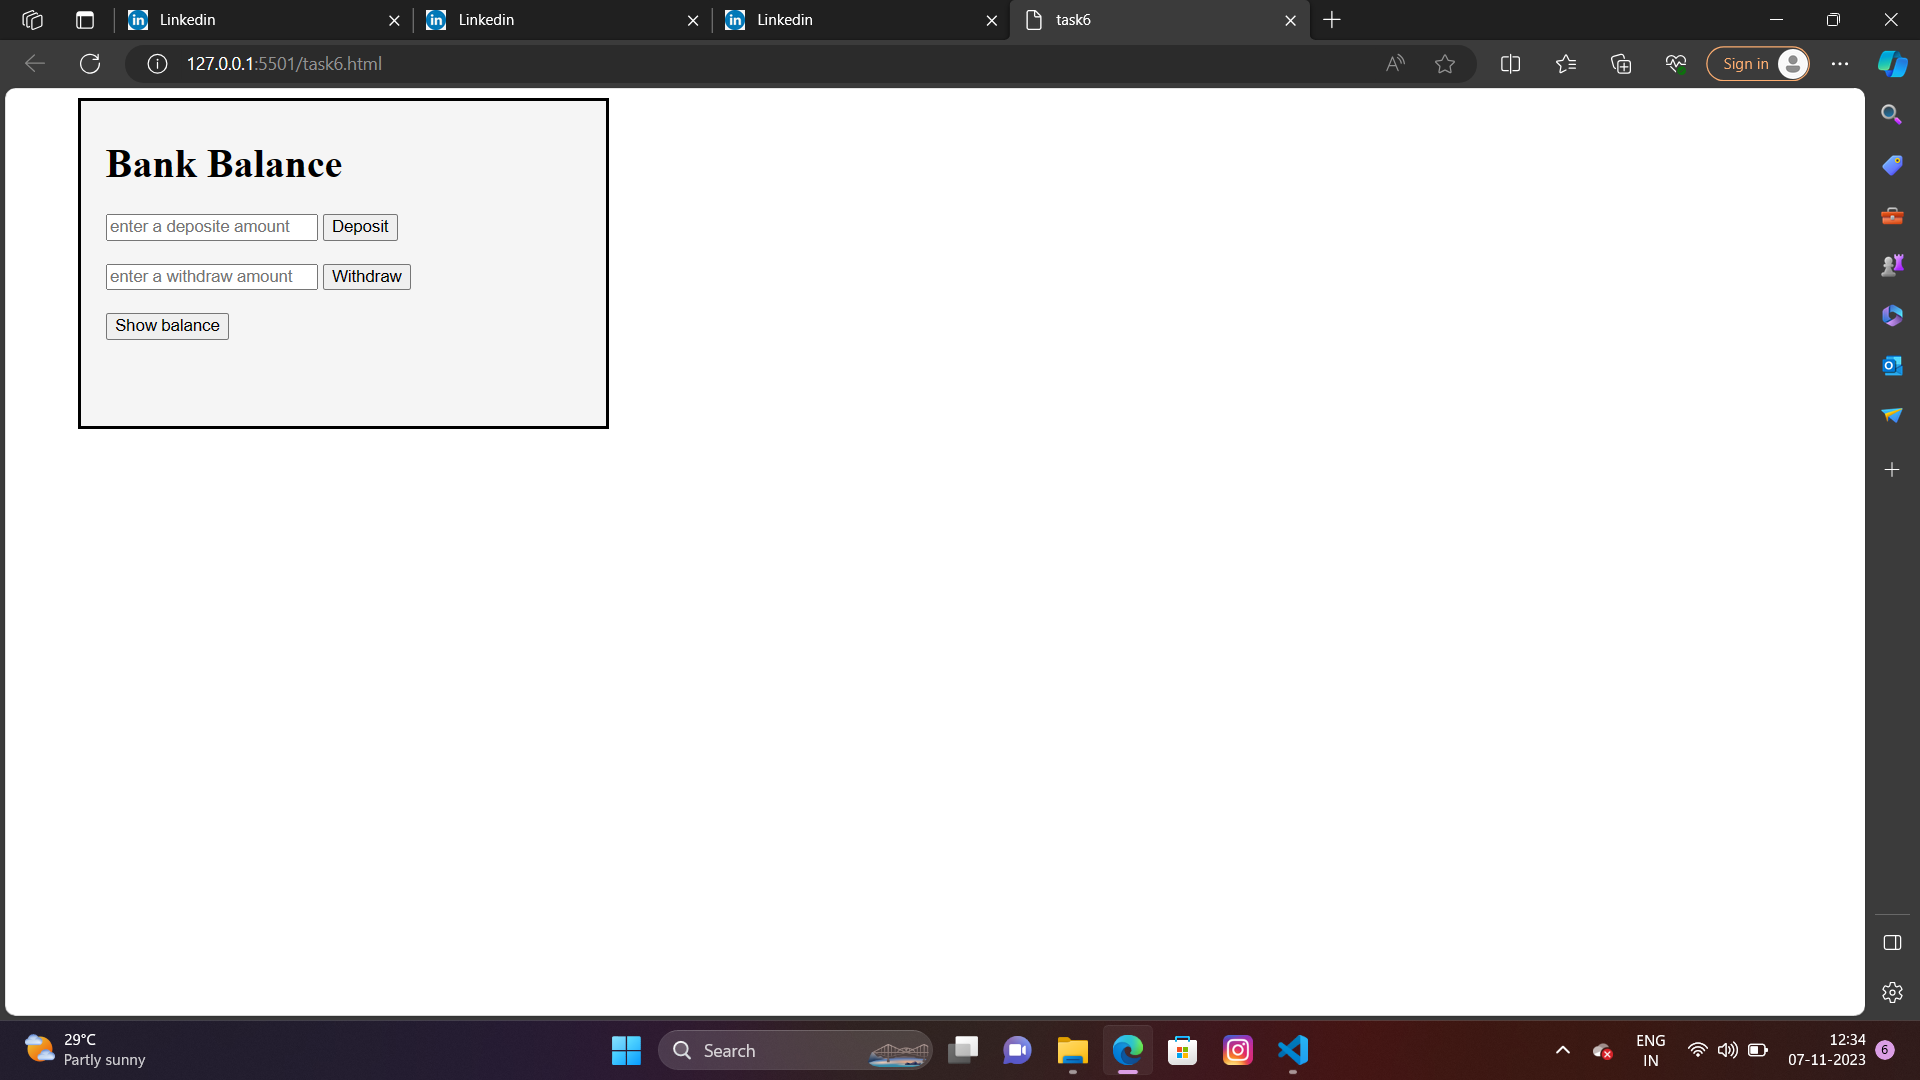 Linkedin
Linkedin
Linkedin
task6
127.0.0.1:5501/task6.html
Sign in
Bank Balance
enter a deposite amount Deposit
enter a withdraw amount Withdraw
Show balance
29°C
Partly sunny
Search
ENG
IN
12:34
07-11-2023
6